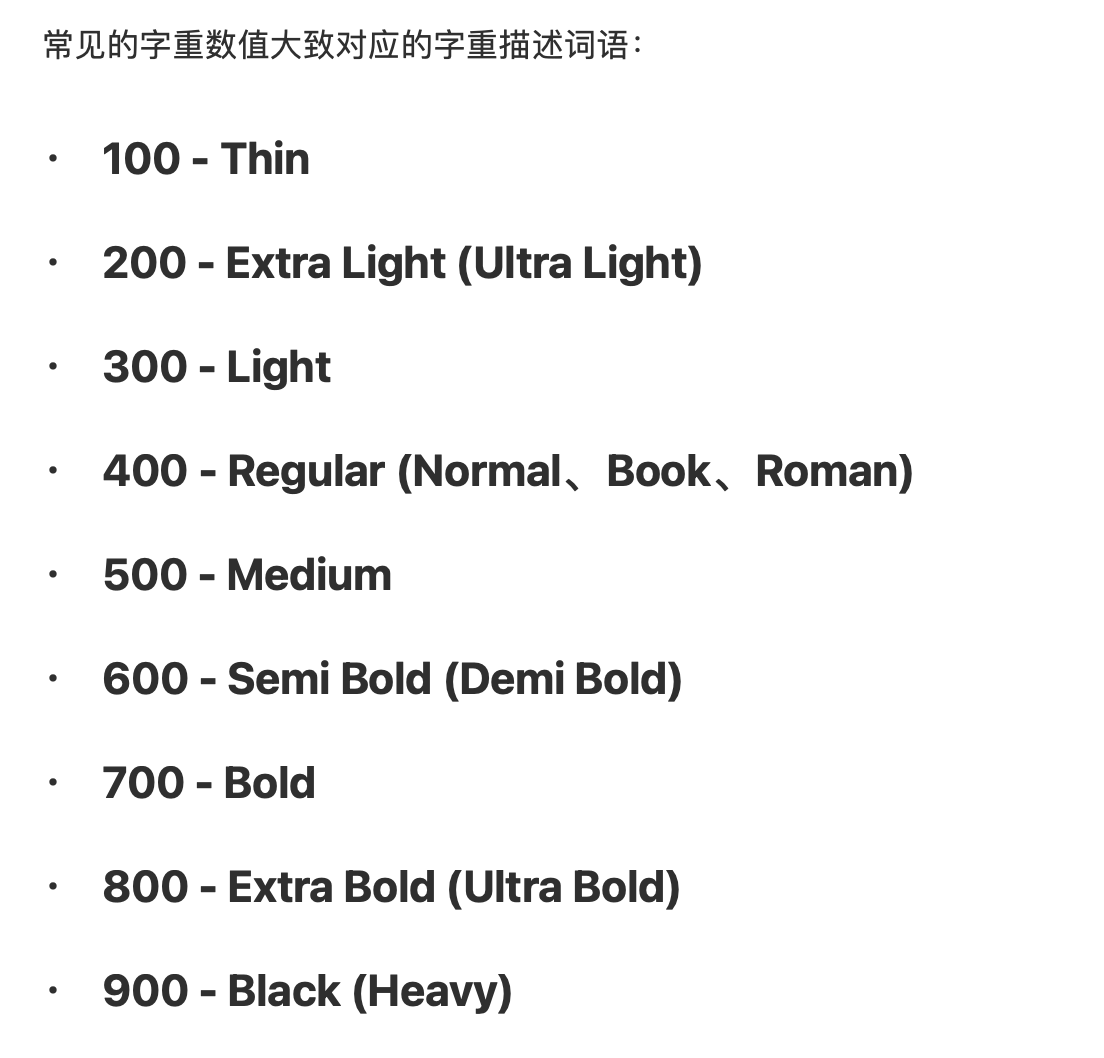 常见的字重数值大致对应的字重描述词语：
· 100 - Thin
· 200 - Extra Light (Ultra Light)
· 300 - Light
· 400 - Regular (Normal、Book、Roman)
· 500 - Medium
· 600 - Semi Bold (Demi Bold)
· 700 - Bold
· 800 - Extra Bold (Ultra Bold)
· 900 - Black (Heavy)